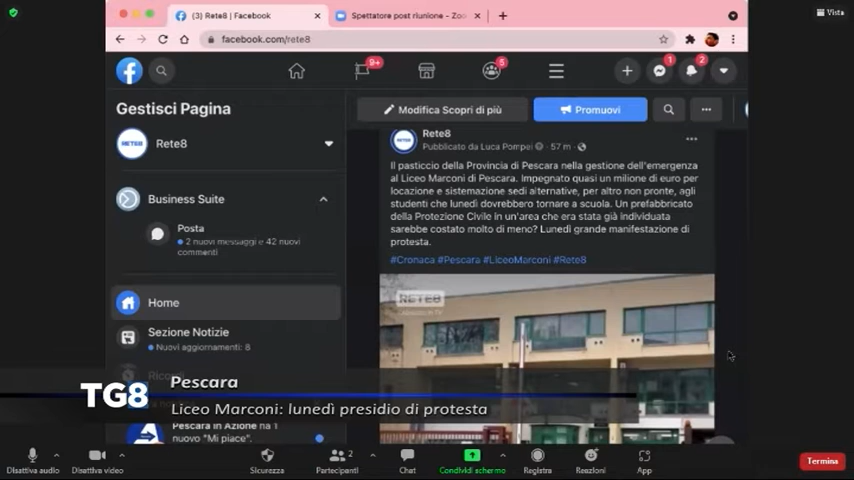 (3) Rete8 | Facebook
Spettatore post riunione - Zoo
Vista
facebook.com/rete8
9+
5
1
2
Gestisci Pagina
Rete8
Business Suite
Posta
2 nuovi messaggi e 42 nuovi
commenti
Home
Sezione Notizie
Nuovi aggiornamenti: 8
Pescara in Azione ha 1
nuovo "Mi piace".
Modifica Scopri di più
Promuovi
Rete8
Pubblicato da Luca Pompei · 57 m ·
Il pasticcio della Provincia di Pescara nella gestione dell'emergenza
al Liceo Marconi di Pescara. Impegnato quasi un milione di euro per
locazione e sistemazione sedi alternative, per altro non pronte, agli
studenti che lunedì dovrebbero tornare a scuola. Un prefabbricato
della Protezione Civile in un'area che era stata già individuata
sarebbe costato molto di meno? Lunedì grande manifestazione di
protesta.
#Cronaca #Pescara #LiceoMarconi #Rete8
RETE8
TG8
Pescara
Liceo Marconi: lunedì presidio di protesta
Disattiva audio
Disattiva video
Sicurezza
2
Partecipanti
Chat
Condividi schermo
Registra
Reazioni
App
Termina